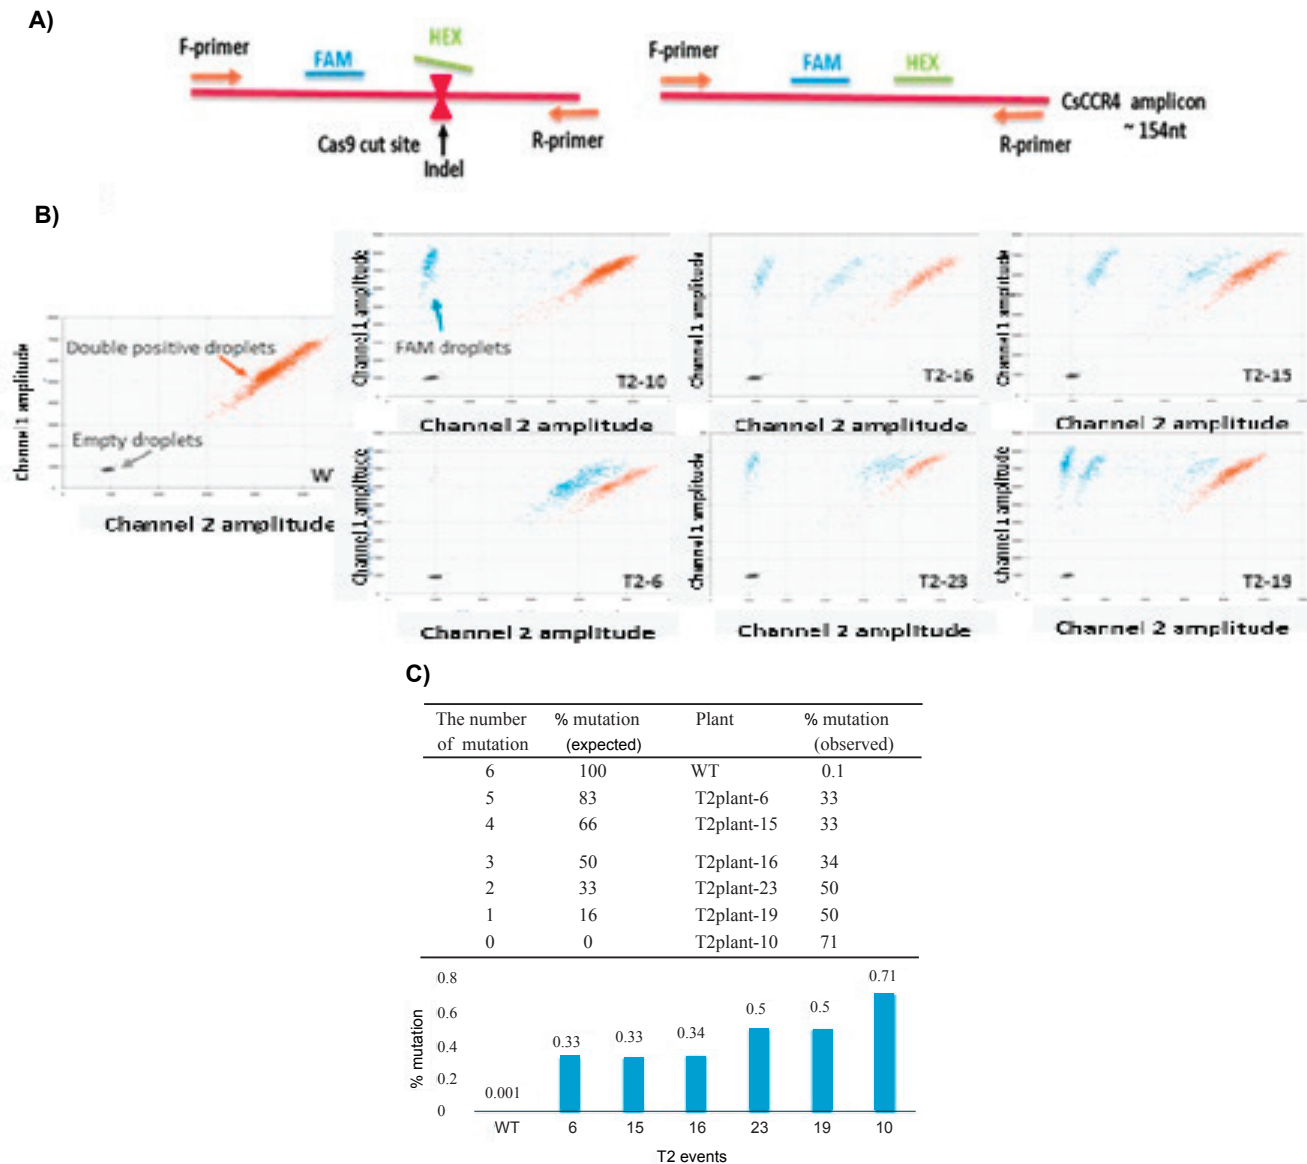 A)
F-primer
FAM
HEX
Cas9 cut site
Indel
R-primer
F-primer
FAM
HEX
CsCCR4 amplicon
~ 154nt
R-primer
B)
Channel 1 amplitude
Double positive droplets
Empty droplets
Channel 2 amplitude
Channel 1 amplitude
FAM droplets
T2-10
Channel 2 amplitude
Channel 1 amplitude
T2-16
Channel 2 amplitude
Channel 1 amplitude
T2-15
Channel 2 amplitude
Channel 1 amplitude
T2-6
Channel 2 amplitude
Channel 1 amplitude
T2-23
Channel 2 amplitude
Channel 1 amplitude
T2-19
Channel 2 amplitude
C)
The number % mutation Plant % mutation
of mutation (expected) (observed)
6 100 WT 0.1
5 83 T2plant-6 33
4 66 T2plant-15 33
3 50 T2plant-16 34
2 33 T2plant-23 50
1 16 T2plant-19 50
0 0 T2plant-10 71
% mutation
0.8
0.6
0.4
0.2
0
0.001
0.33
0.33
0.34
0.5
0.5
0.71
WT 6 15 16 23 19 10
T2 events